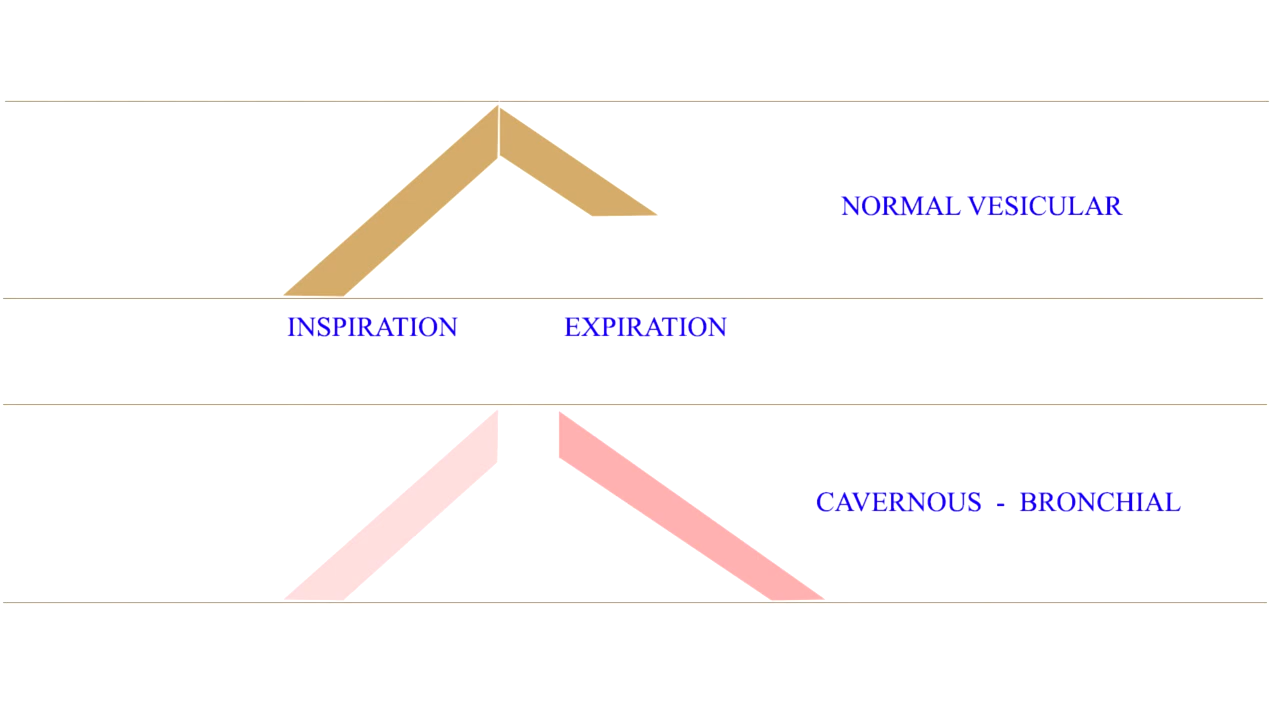 NORMAL VESICULAR
INSPIRATION EXPIRATION
CAVERNOUS - BRONCHIAL